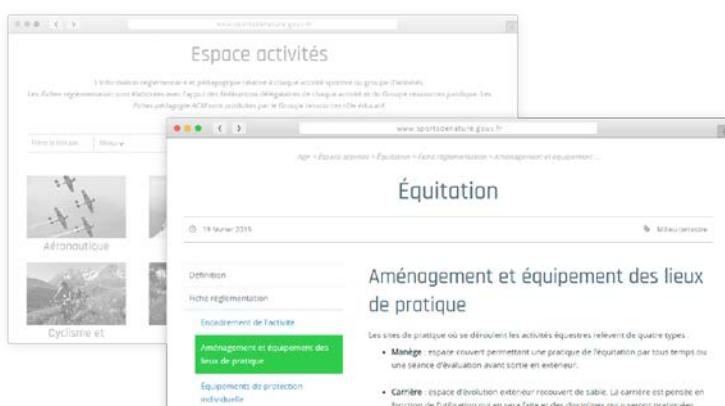 www.sportsdenature.gouv.fr
Espace activités
L'information réglementaire et pédagogique relative à chaque activité sportive ou groupe d'activités.
Les fiches réglementation sont élaborées avec l'appui des fédérations délégataires de chaque activité et du Groupe ressources juridique. Les
Fiches pédagogie ACM sont produites par le Groupe ressources rôle éducatif.
Filtrer la liste par
Milieu
Aéronautique
Cyclisme et
www.sportsdenature.gouv.fr
Agir > Espace activités > Équitation > Fiche réglementation > Aménagement et équipement ...
Équitation
19 février 2015
Milieu terrestre
Définition
Fiche réglementation
Encadrement de l'activité
Aménagement et équipement des
lieux de pratique
Équipements de protection
individuelle
Aménagement et équipement des lieux
de pratique
Les sites de pratique où se déroulent les activités équestres relèvent de quatre types :
• Manège : espace couvert permettant une pratique de l'équitation par tous temps ou
une séance d'évaluation avant sortie en extérieur.
• Carrière : espace d'évolution extérieur recouvert de sable. La carrière est pensée en
fonction de l'utilisation qui en sera faite et des disciplines qui y seront pratiquées